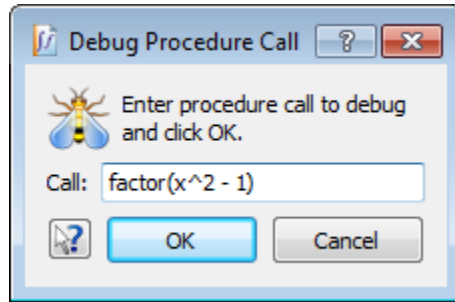 Debug Procedure Call
Enter procedure call to debug
and click OK.
Call: factor(x^2 - 1)
OK Cancel